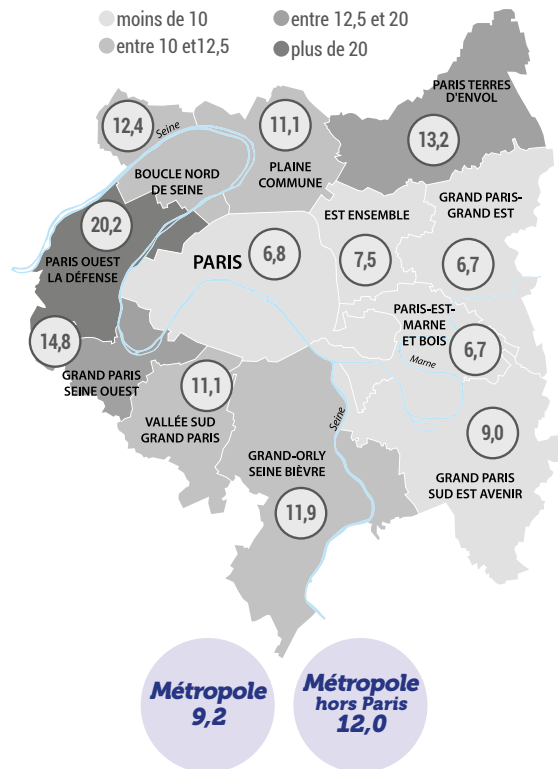 moins de 10
entre 12,5 et 20
entre 10 et12,5
plus de 20
PARIS TERRES
D'ENVOL
13,2
12,4
Seine
11,1
BOUCLE NORD
DE SEINE
PLAINE
COMMUNE
EST ENSEMBLE
7,5
GRAND PARIS-
GRAND EST
6,7
20,2
PARIS OUEST
LA DÉFENSE
PARIS
6,8
PARIS-EST-
MARNE
ET BOIS
6,7
Marne
14,8
GRAND PARIS
SEINE OUEST
11,1
VALLÉE SUD
GRAND PARIS
Seine
9,0
GRAND PARIS
SUD EST AVENIR
GRAND-ORLY
SEINE BIÈVRE
11,9
Métropole
9,2
Métropole
hors Paris
12,0